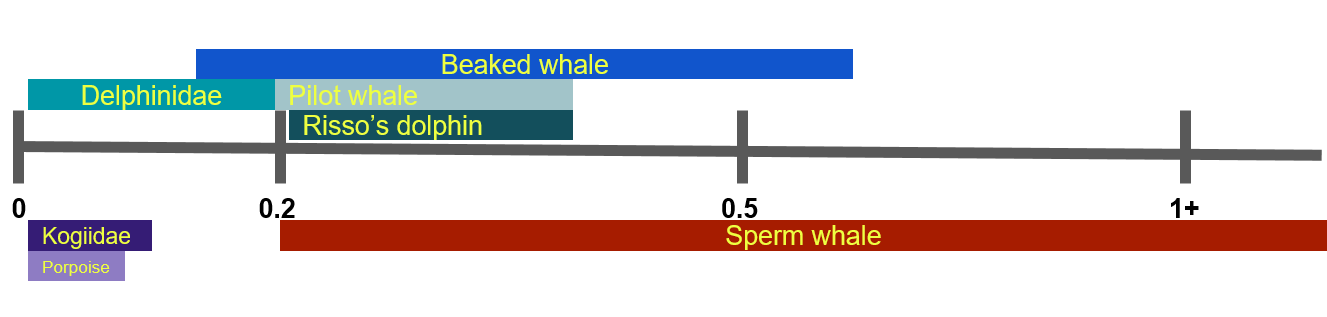 Beaked whale
Delphinidae
Pilot whale
Risso's dolphin
0
0.2
0.5
1+
Kogiidae
Sperm whale
Porpoise